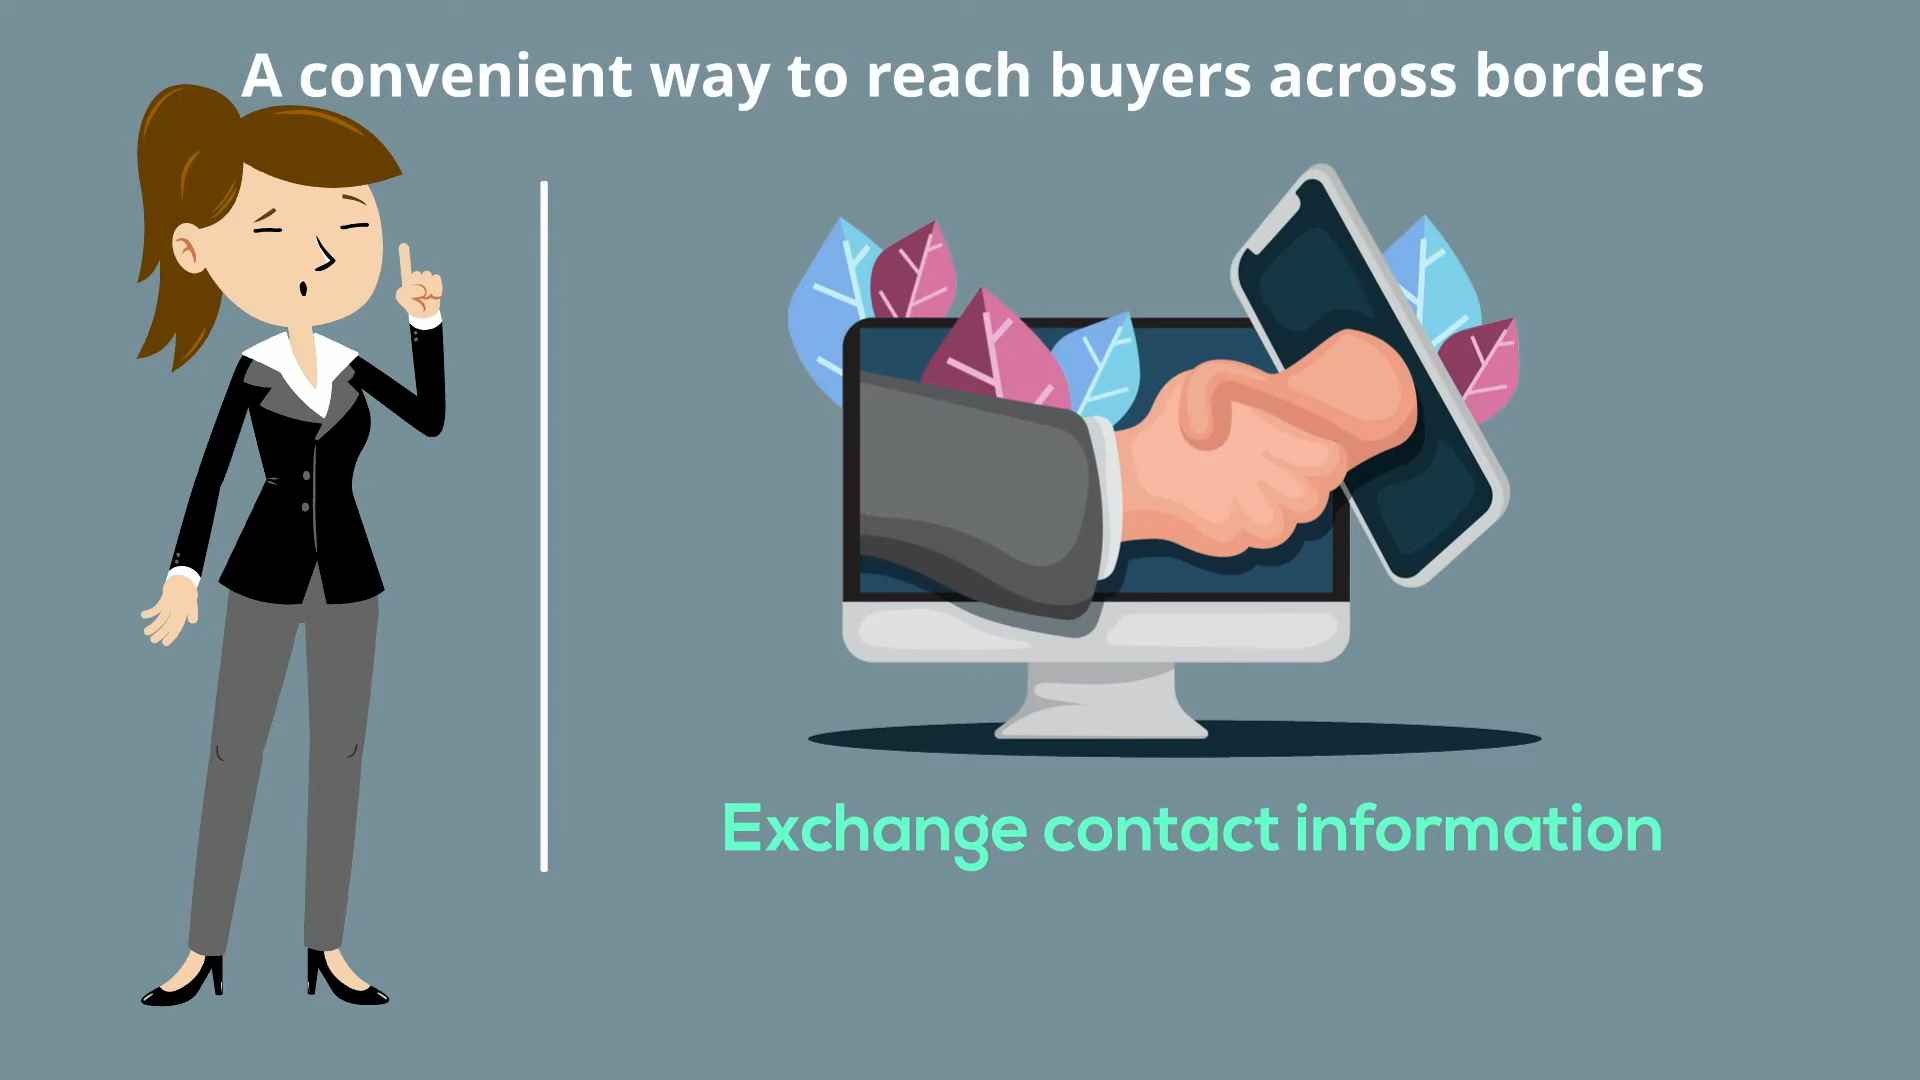 A convenient way to reach buyers across borders
Exchange contact information